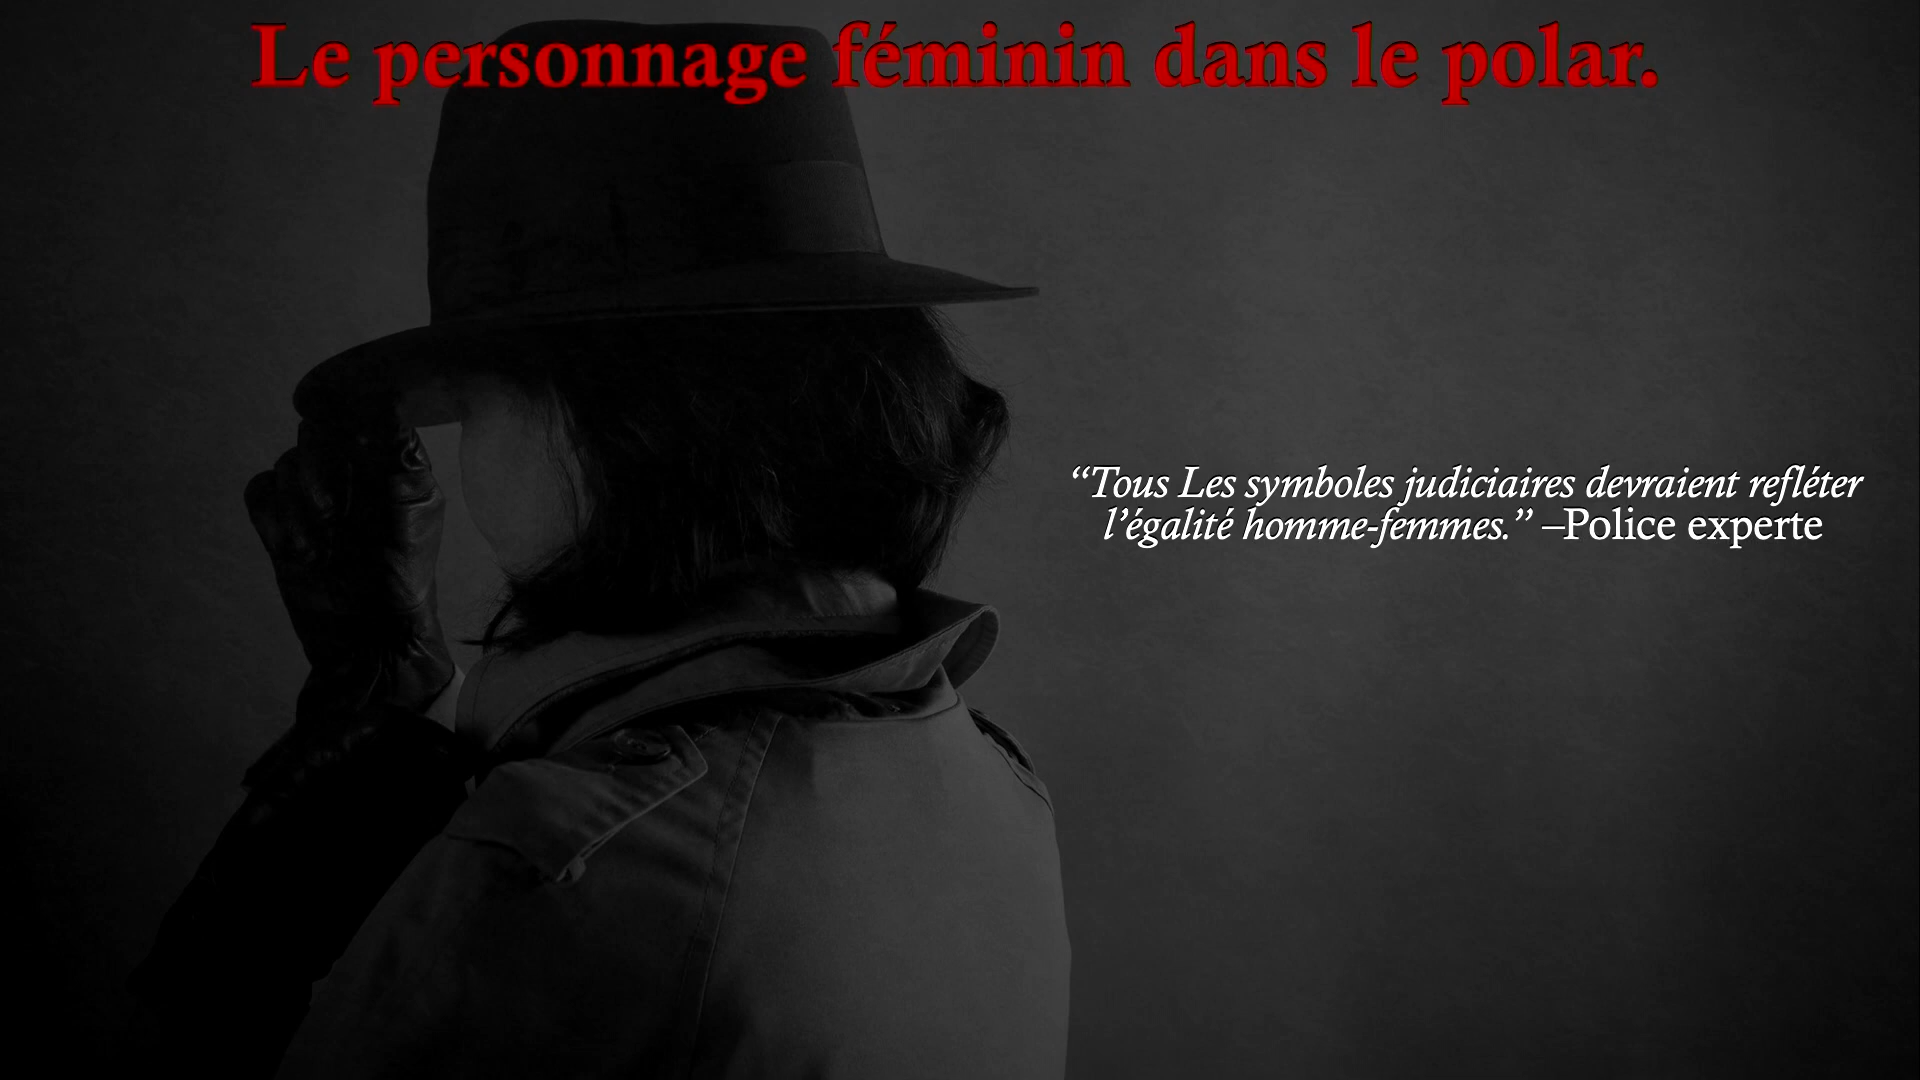 Le personnage féminin dans le polar.
“Tous Les symboles judiciaires devraient refléter
l’égalité homme-femmes.” –Police experte